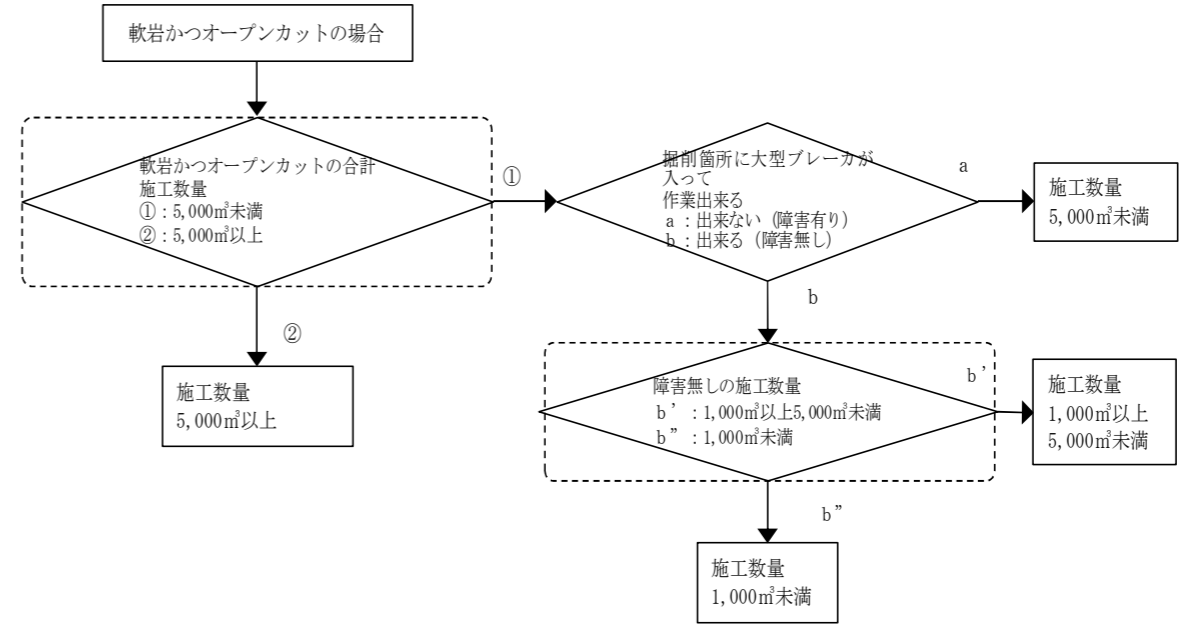 軟岩かつオープンカットの場合
軟岩かつオープンカットの合計
施工数量
①：5,000㎥未満
②：5,000㎥以上
①
掘削箇所に大型ブレーカが
入って
作業出来る
a：出来ない（障害有り）
b：出来る（障害無し）
a
施工数量
5,000㎥未満
②
施工数量
5,000㎥以上
b
障害無しの施工数量
b’：1,000㎥以上5,000㎥未満
b”：1,000㎥未満
b’
施工数量
1,000㎥以上
5,000㎥未満
b”
施工数量
1,000㎥未満